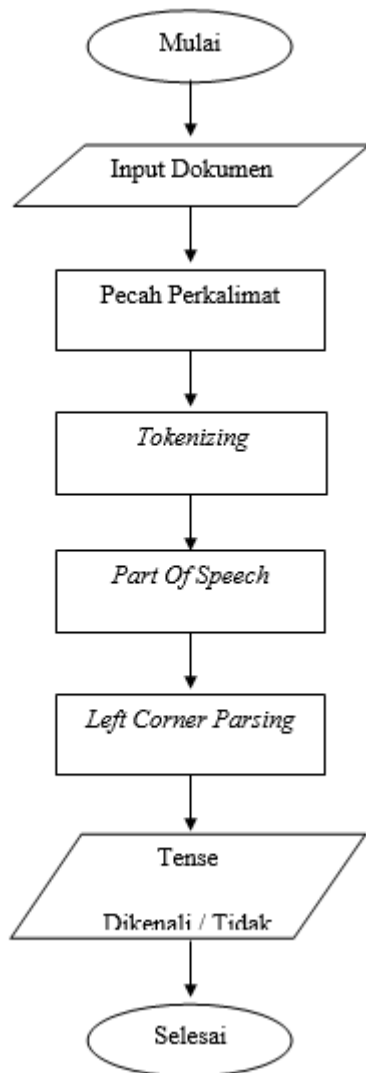 Mulai
Input Dokumen
Pecah Perkalimat
Tokenizing
Part Of Speech
Left Corner Parsing
Tense
Dikenali / Tidak
Selesai